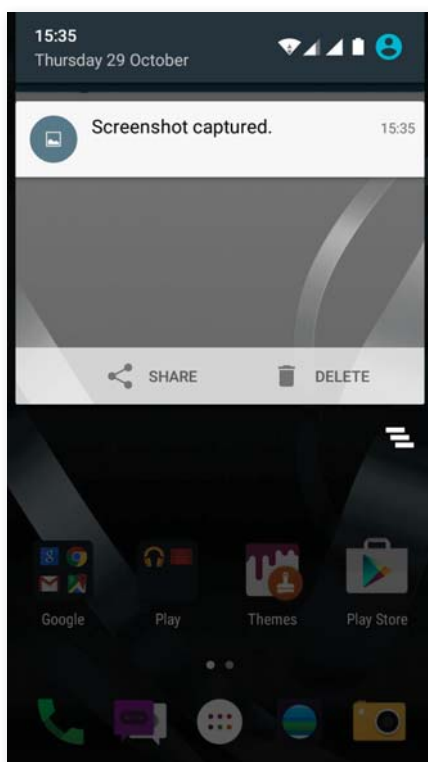 15:35
Thursday 29 October
Screenshot captured. 15:35
SHARE DELETE
Google Play Themes Play Store